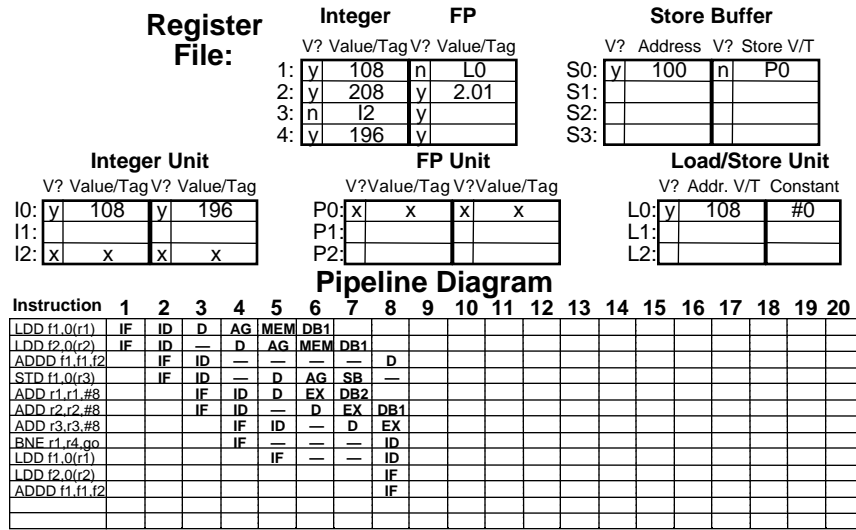 Register File:
Integer FP
V? Value/Tag V? Value/Tag
1: y 108 n L0
2: y 208 y 2.01
3: n I2 y
4: y 196 y
Store Buffer
V? Address V? Store V/T
S0: y 100 n P0
S1:
S2:
S3:
Integer Unit
V? Value/Tag V? Value/Tag
I0: y 108 y 196
I1:
I2: x x x x
FP Unit
V?Value/Tag V?Value/Tag
P0: x x x x
P1:
P2:
Load/Store Unit
V? Addr. V/T Constant
L0: y 108 #0
L1:
L2:
Pipeline Diagram
Instruction 1 2 3 4 5 6 7 8 9 10 11 12 13 14 15 16 17 18 19 20
LDD f1,0(r1) IF ID D AG MEM DB1
LDD f2,0(r2) IF ID — D AG MEM DB1
ADDD f1,f1,f2 IF ID — — — — D
STD f1,0(r3) IF ID — D AG SB —
ADD r1,r1,#8 IF ID D EX DB2
ADD r2,r2,#8 IF ID — D EX DB1
ADD r3,r3,#8 IF ID — D EX
BNE r1,r4,go IF — — — ID
LDD f1,0(r1) IF — — ID
LDD f2,0(r2) IF
ADDD f1,f1,f2 IF